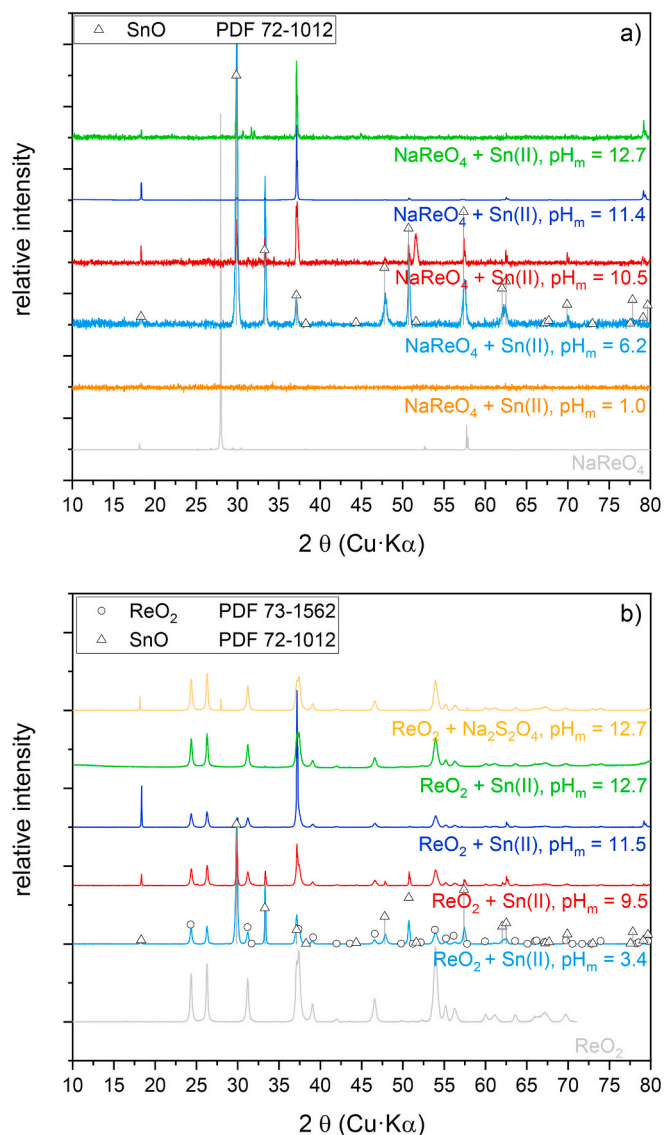 △ SnO PDF 72-1012
a)
relative intensity
NaReO₄ + Sn(II), pHₘ = 12.7
NaReO₄ + Sn(II), pHₘ = 11.4
NaReO₄ + Sn(II), pHₘ = 10.5
NaReO₄ + Sn(II), pHₘ = 6.2
NaReO₄ + Sn(II), pHₘ = 1.0
NaReO₄
10 15 20 25 30 35 40 45 50 55 60 65 70 75 80
2 θ (Cu·Kα)
○ ReO₂ PDF 73-1562
△ SnO PDF 72-1012
b)
relative intensity
ReO₂ + Na₂S₂O₄, pHₘ = 12.7
ReO₂ + Sn(II), pHₘ = 12.7
ReO₂ + Sn(II), pHₘ = 11.5
ReO₂ + Sn(II), pHₘ = 9.5
ReO₂ + Sn(II), pHₘ = 3.4
ReO₂
10 15 20 25 30 35 40 45 50 55 60 65 70 75 80
2 θ (Cu·Kα)